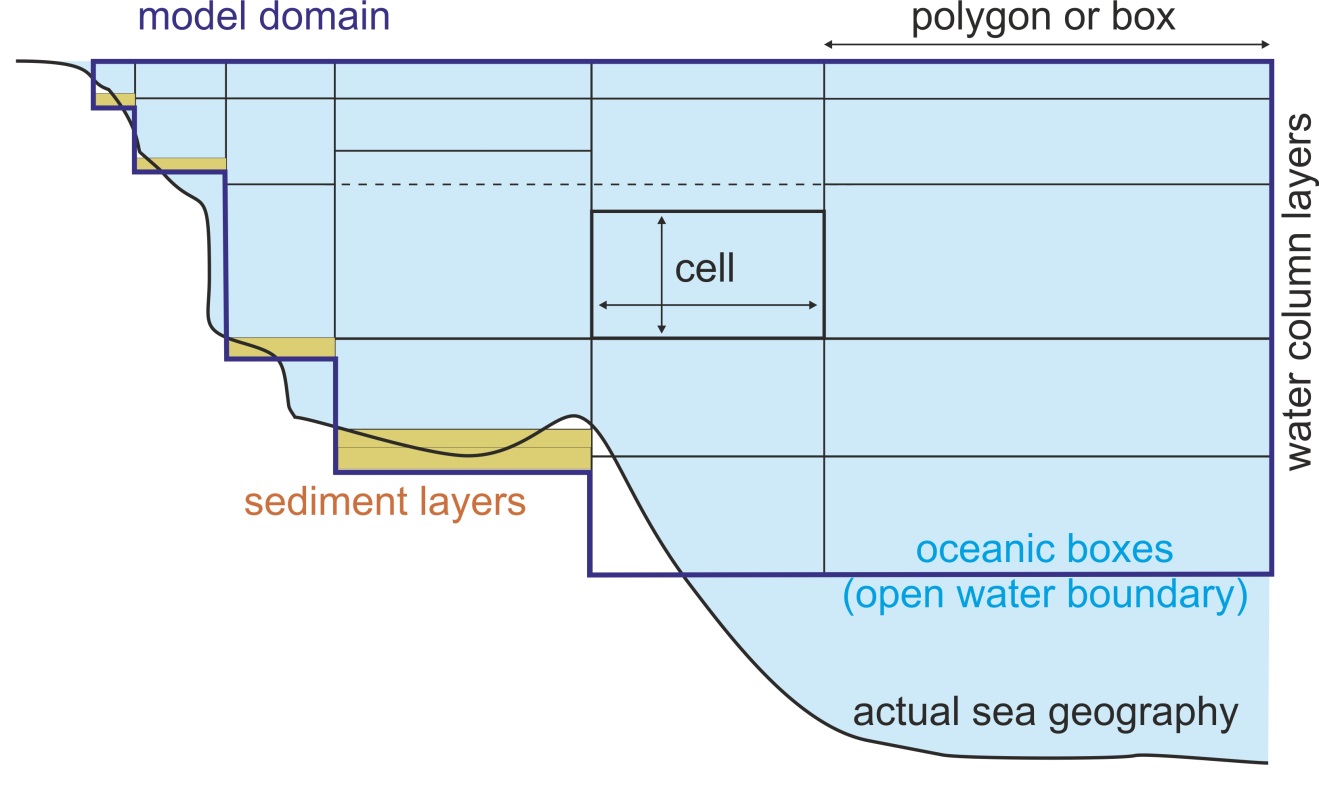 model domain
polygon or box
water column layers
cell
sediment layers
oceanic boxes
(open water boundary)
actual sea geography